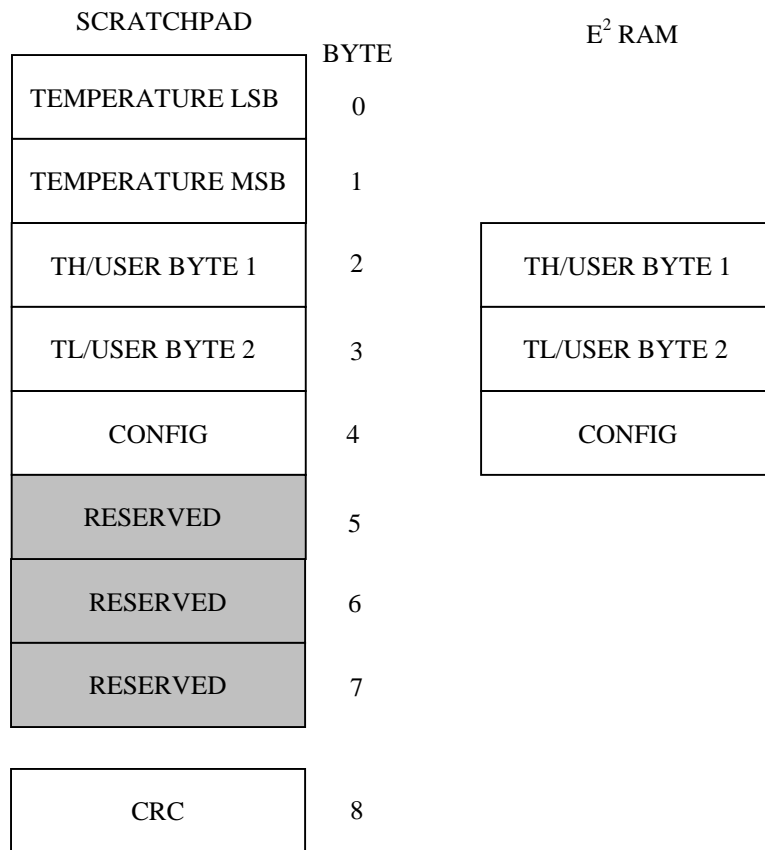 SCRATCHPAD
BYTE
E² RAM
TEMPERATURE LSB 0
TEMPERATURE MSB 1
TH/USER BYTE 1 2 TH/USER BYTE 1
TL/USER BYTE 2 3 TL/USER BYTE 2
CONFIG 4 CONFIG
RESERVED 5
RESERVED 6
RESERVED 7
CRC 8